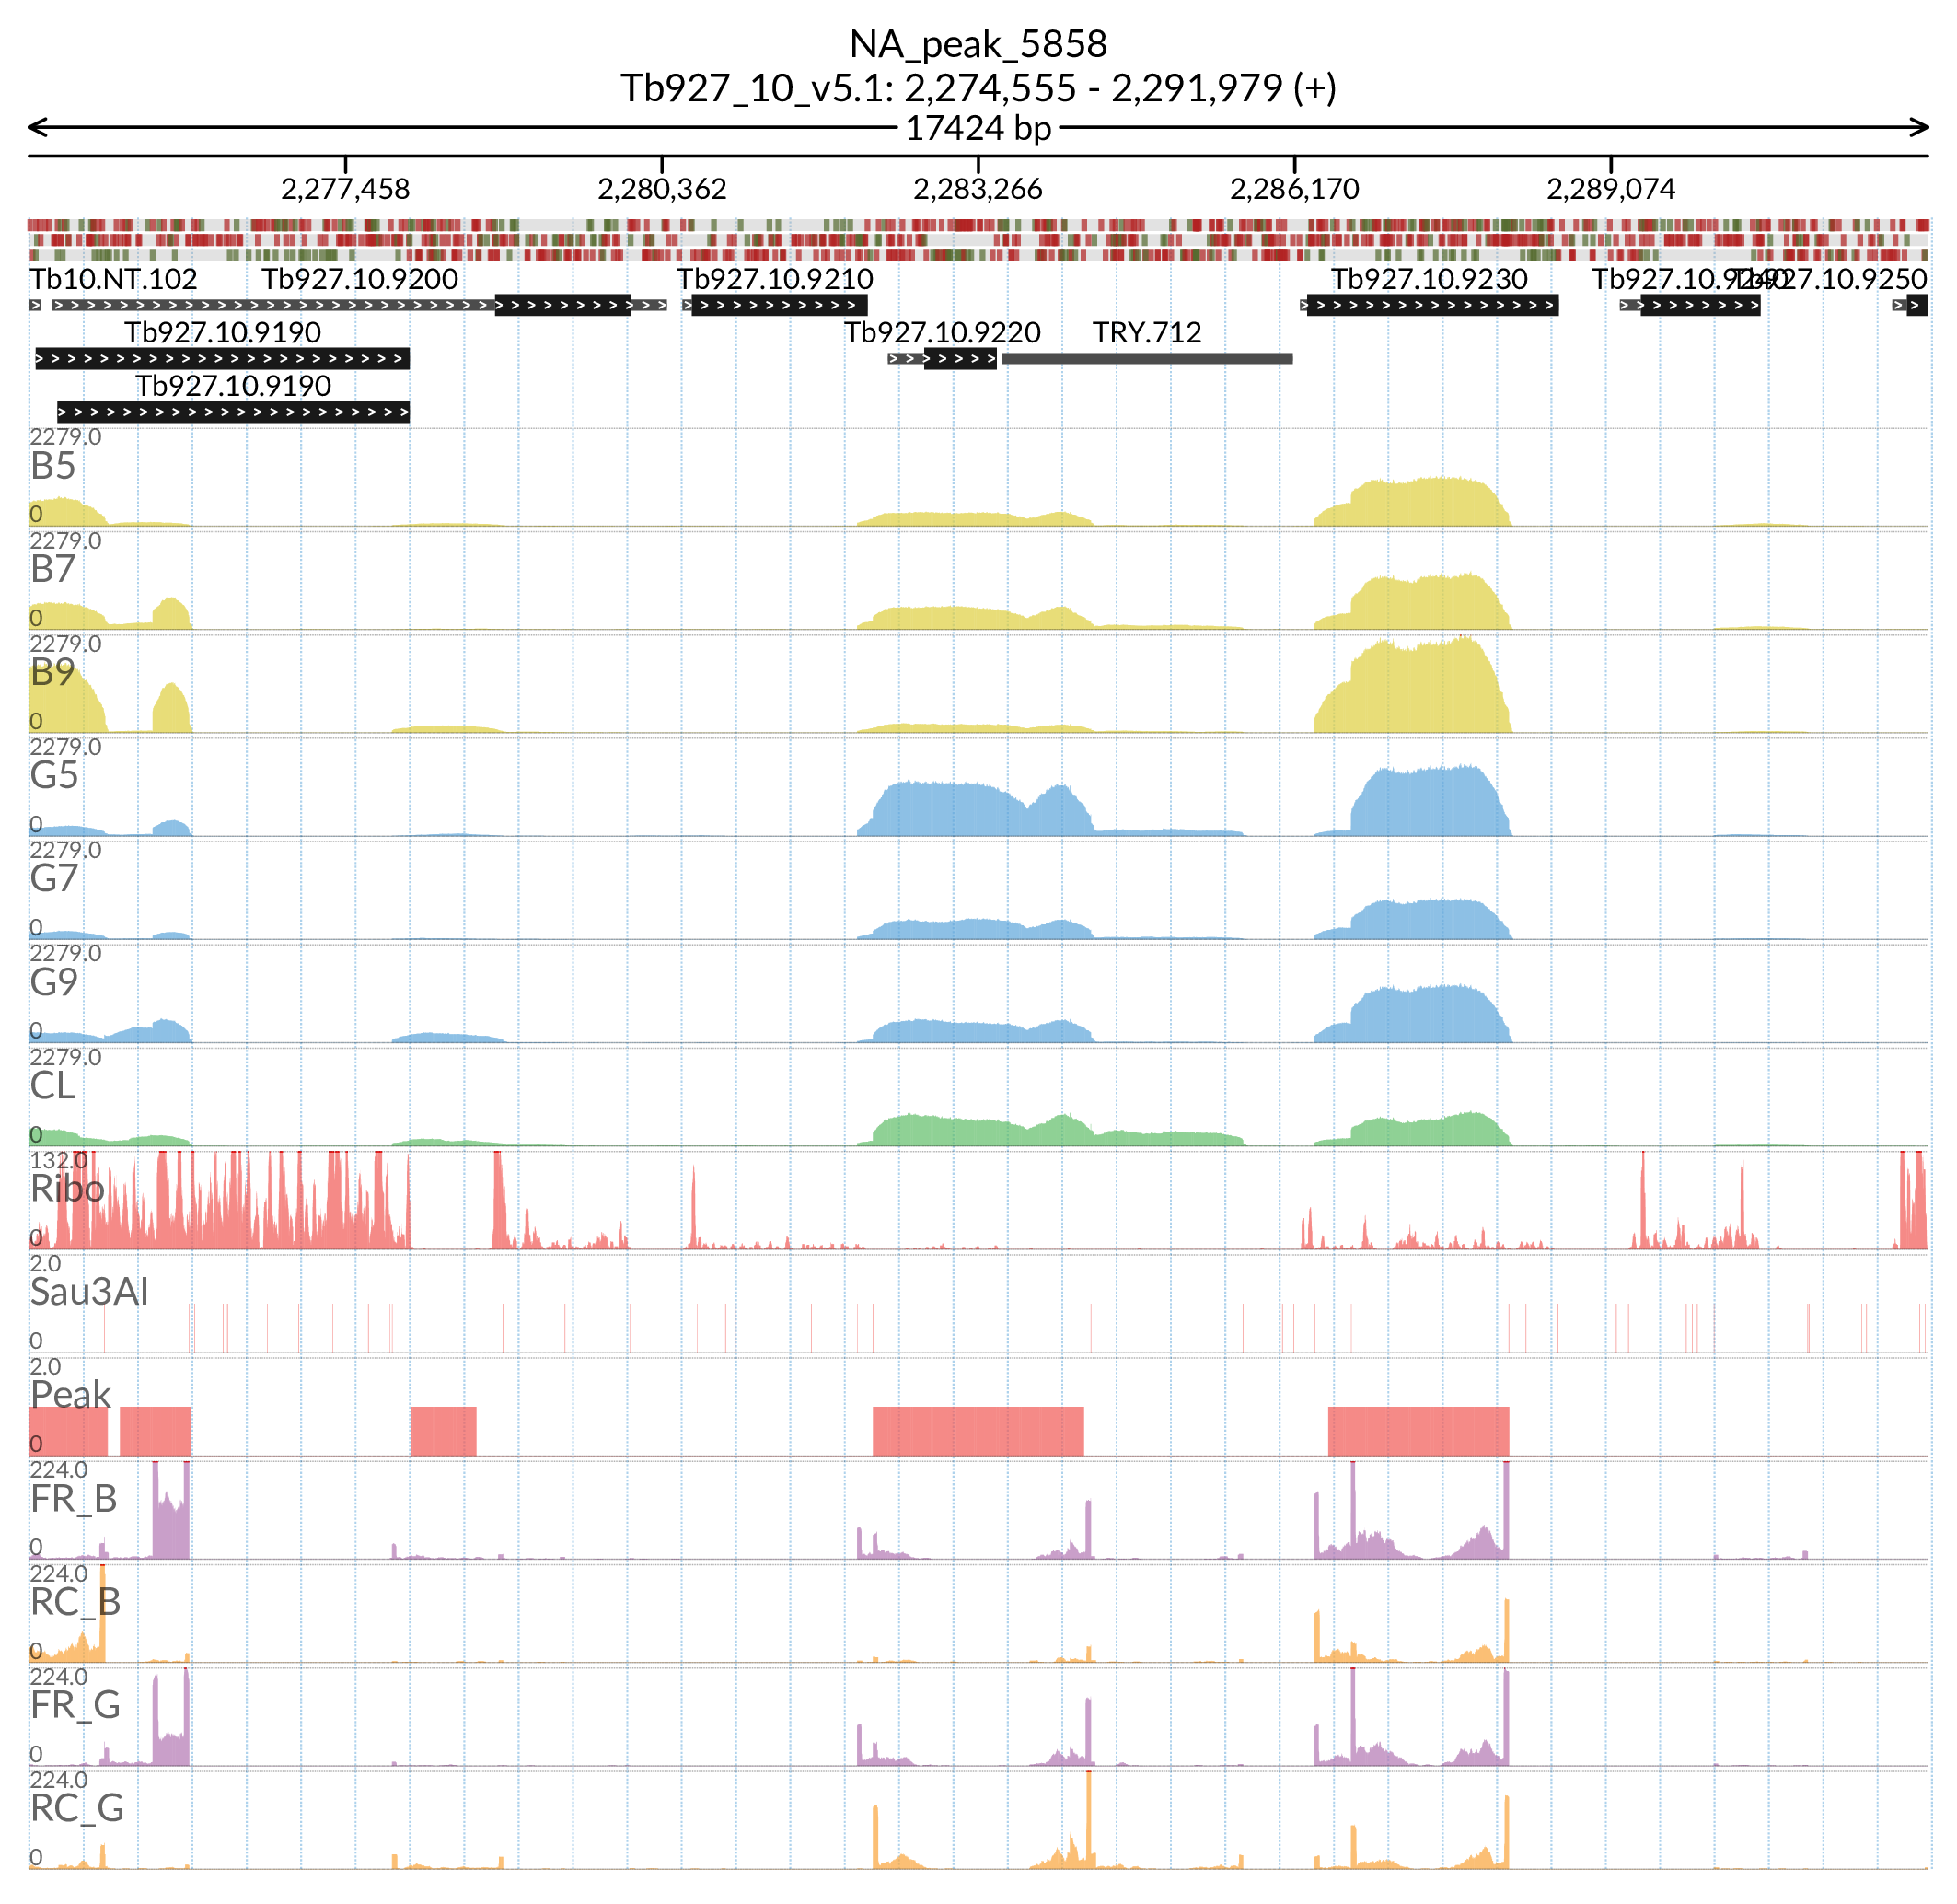 NA_peak_5858
Tb927_10_v5.1: 2,274,555 - 2,291,979 (+)
17424 bp
2,277,458 2,280,362 2,283,266 2,286,170 2,289,074
Tb10.NT.102 Tb927.10.9200 Tb927.10.9210 Tb927.10.9230 Tb927.10.9240 Tb927.10.9250
Tb927.10.9190 Tb927.10.9220 TRY.712
Tb927.10.9190
2279.0
B5
0
2279.0
B7
0
2279.0
B9
0
2279.0
G5
0
2279.0
G7
0
2279.0
G9
0
2279.0
CL
0
132.0
Ribo
0
2.0
Sau3AI
0
2.0
Peak
0
224.0
FR_B
0
224.0
RC_B
0
224.0
FR_G
0
224.0
RC_G
0